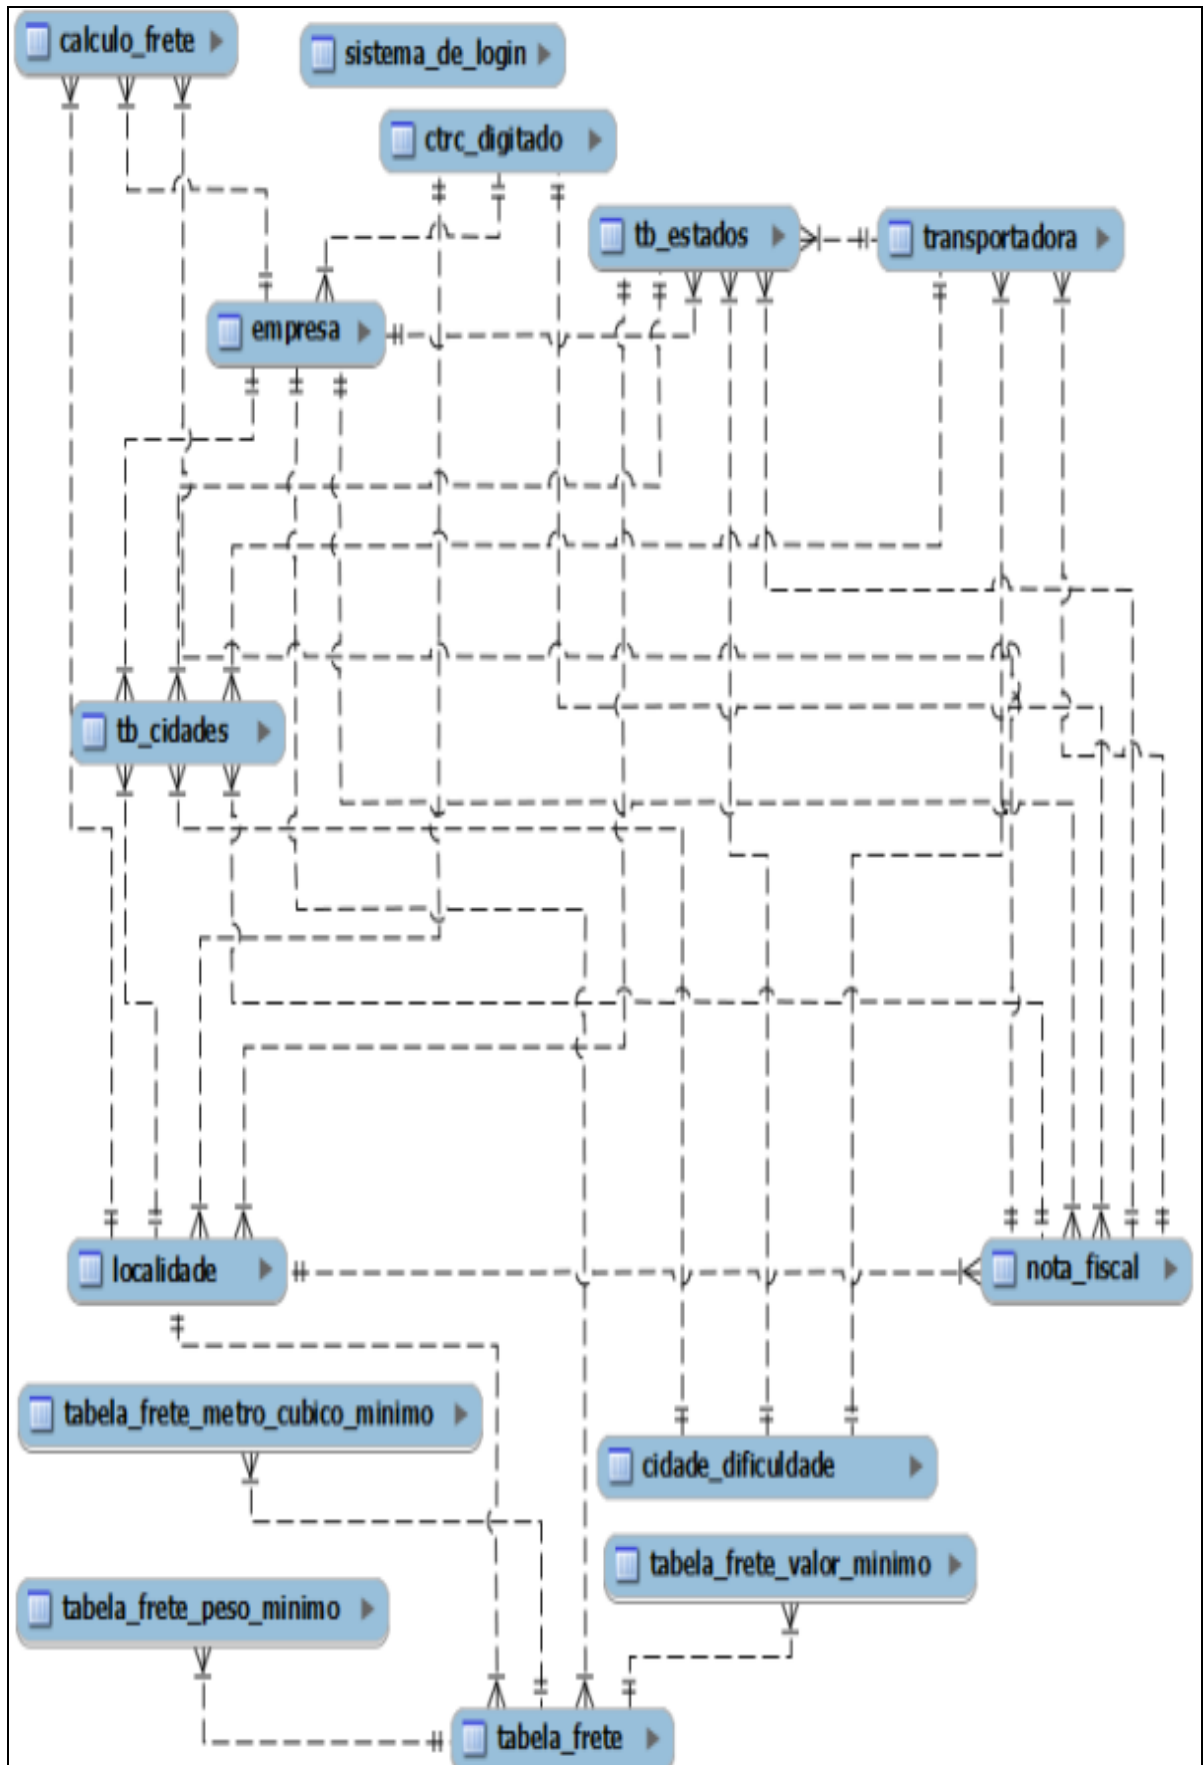 calculo_frete
sistema_de_login
ctrc_digitado
tb_estados
transportadora
empresa
tb_cidades
localidade
nota_fiscal
tabela_frete_metro_cubico_minimo
cidade_dificuldade
tabela_frete_valor_minimo
tabela_frete_peso_minimo
tabela_frete